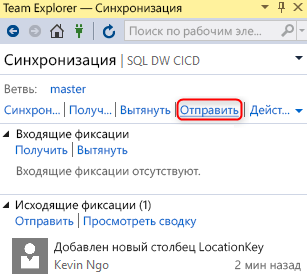 Team Explorer — Синхронизация
Поиск по рабочим эле...
Синхронизация | SQL DW CICD
Ветвь: master
Синхрон... | Получ... | Вытянуть | Отправить | Дейст...
Входящие фиксации
Получить | Вытянуть
Входящие фиксации отсутствуют.
Исходящие фиксации (1)
Отправить | Просмотреть сводку
Добавлен новый столбец LocationKey
Kevin Ngo 2 мин назад